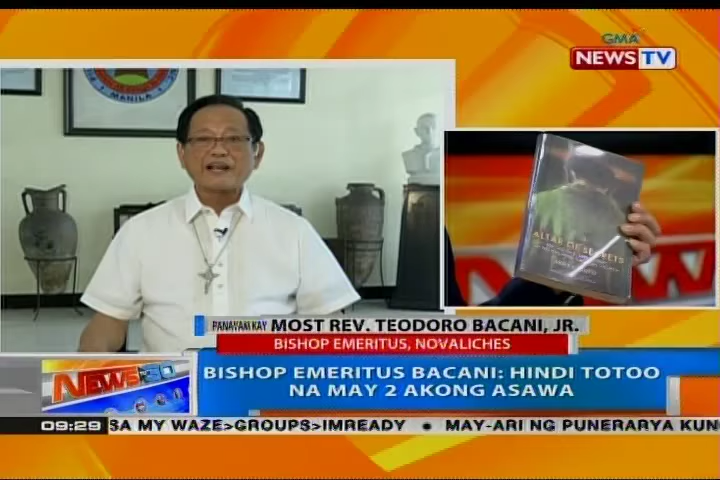 GMA
NEWS TV
MANILA
ALTAR OF SECRETS
PANAYAM KAY MOST REV. TEODORO BACANI, JR.
BISHOP EMERITUS, NOVALICHES
NEWS TO
BISHOP EMERITUS BACANI: HINDI TOTOO
NA MAY 2 AKONG ASAWA
09:29 SA MY WAZE>GROUPS>IMREADY ● MAY-ARI NG PUNERARYA KUN